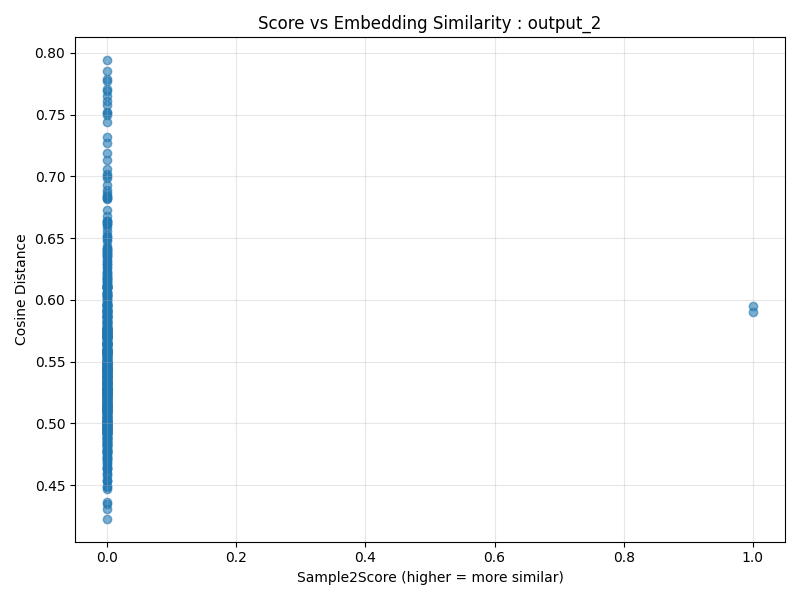 Score vs Embedding Similarity : output_2
0.80
0.75
0.70
0.65
0.60
0.55
0.50
0.45
Cosine Distance
0.0 0.2 0.4 0.6 0.8 1.0
Sample2Score (higher = more similar)